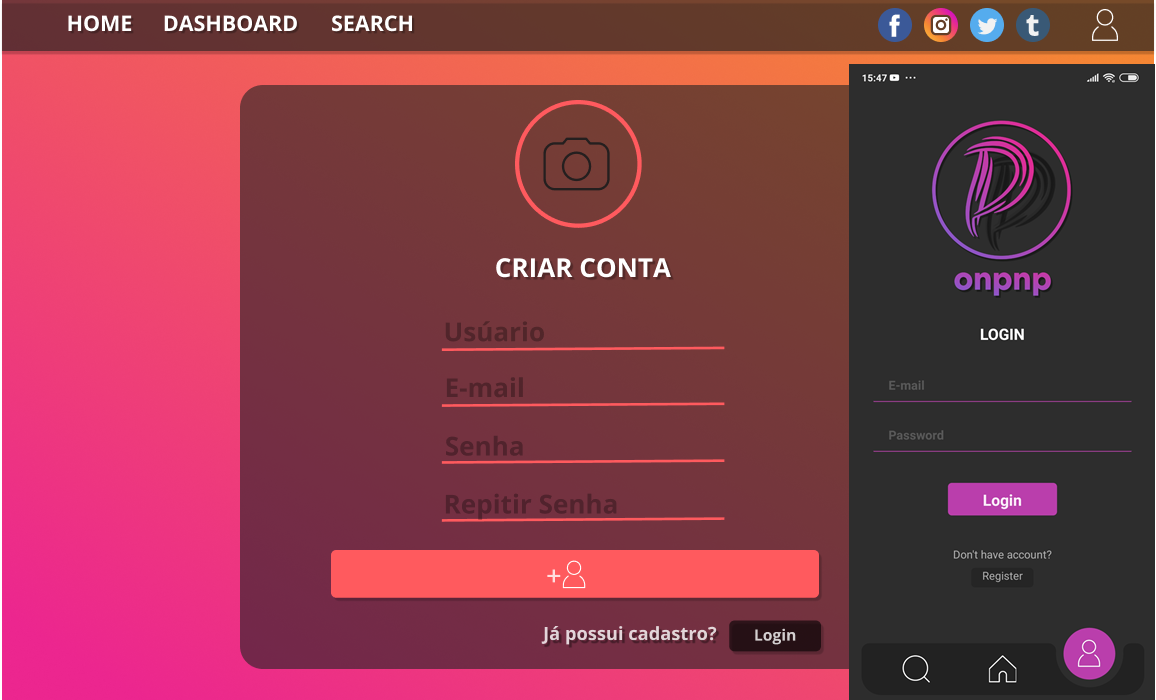 HOME DASHBOARD SEARCH
f t
CRIAR CONTA
Usúario
E-mail
Senha
Repitir Senha
+
Já possui cadastro? Login
15:47 ...
onpnp
LOGIN
E-mail
Password
Login
Don't have account?
Register